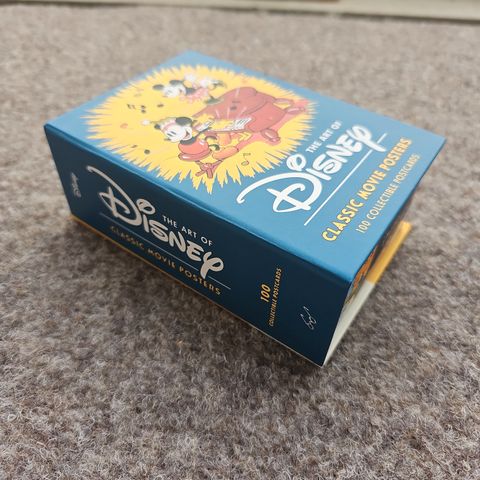 THE ART OF
DISNEY
CLASSIC MOVIE POSTERS
100 COLLECTIBLE POSTCARDS
Disney
THE ART OF
DISNEY
CLASSIC MOVIE POSTERS
100
COLLECTIBLE POSTCARDS